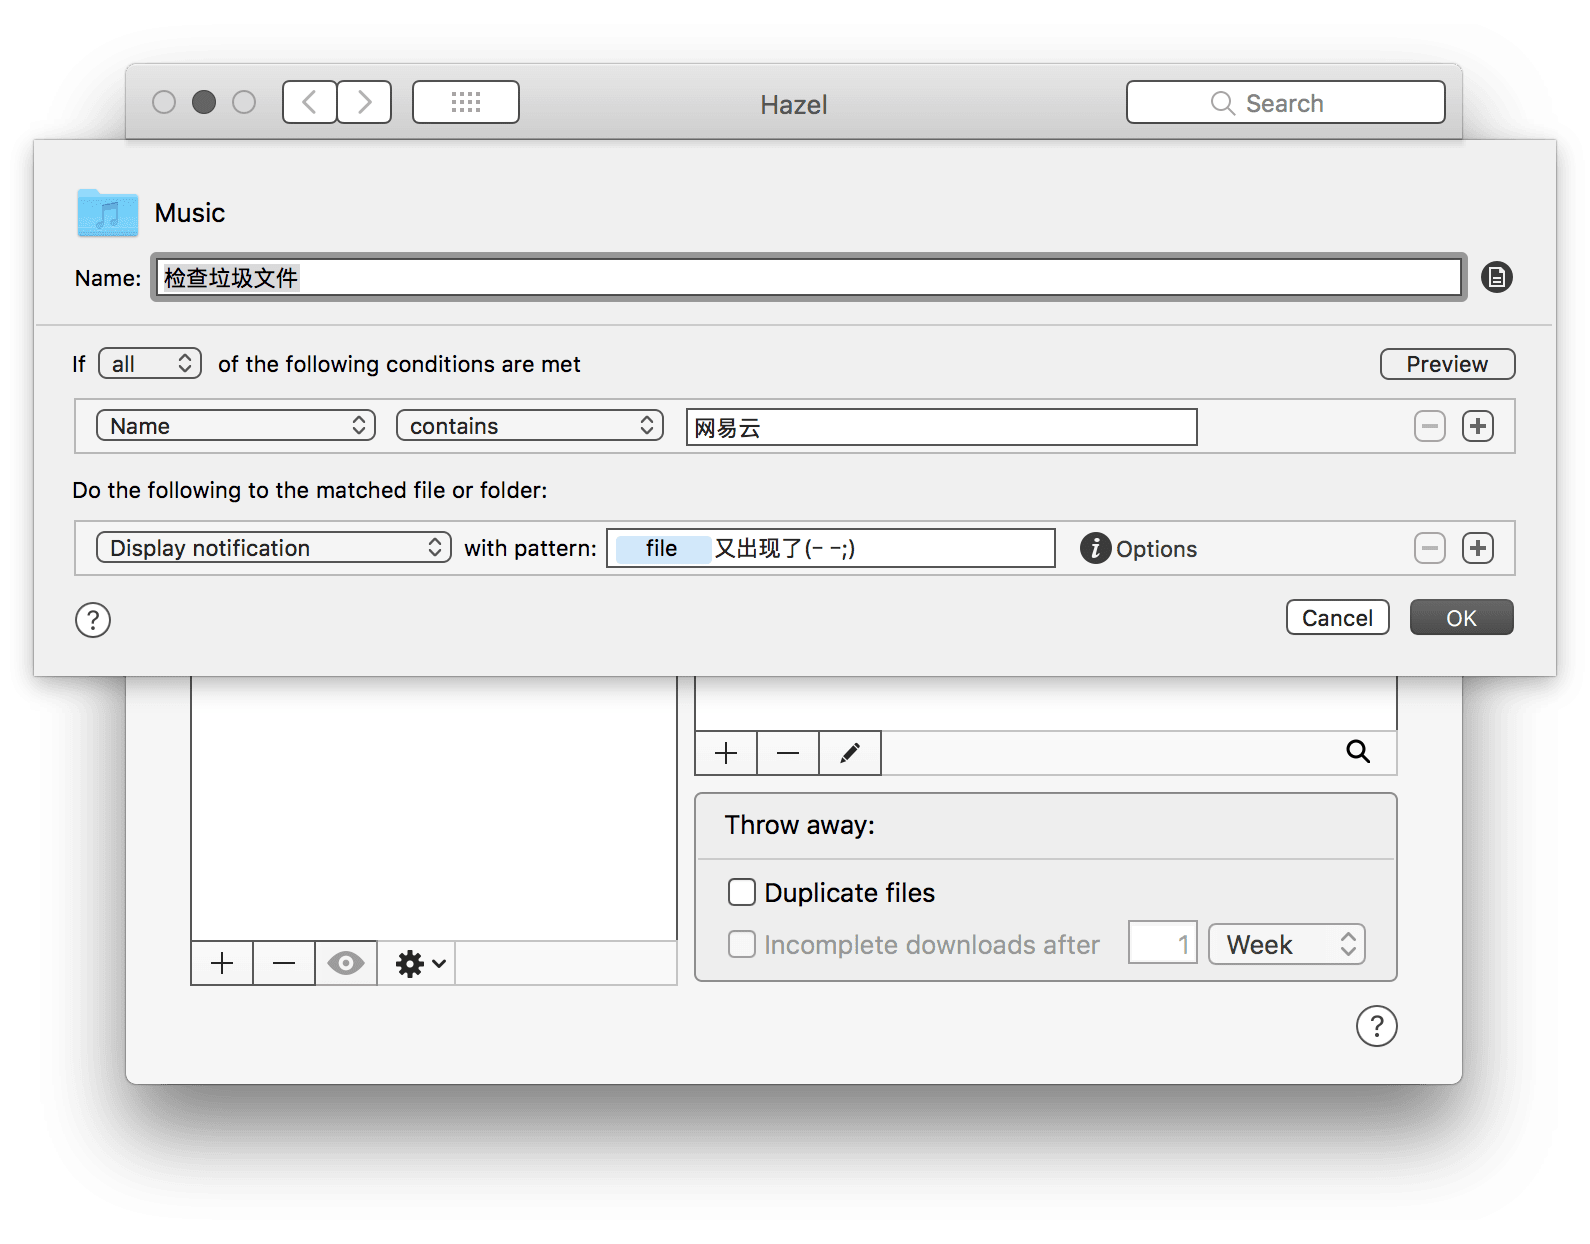 Hazel
Search
Music
Name: 检查垃圾文件
If all of the following conditions are met
Preview
Name contains 网易云
Do the following to the matched file or folder:
Display notification with pattern: file 又出现了(- -;) Options
? Cancel OK
Throw away:
Duplicate files
Incomplete downloads after 1 Week
?